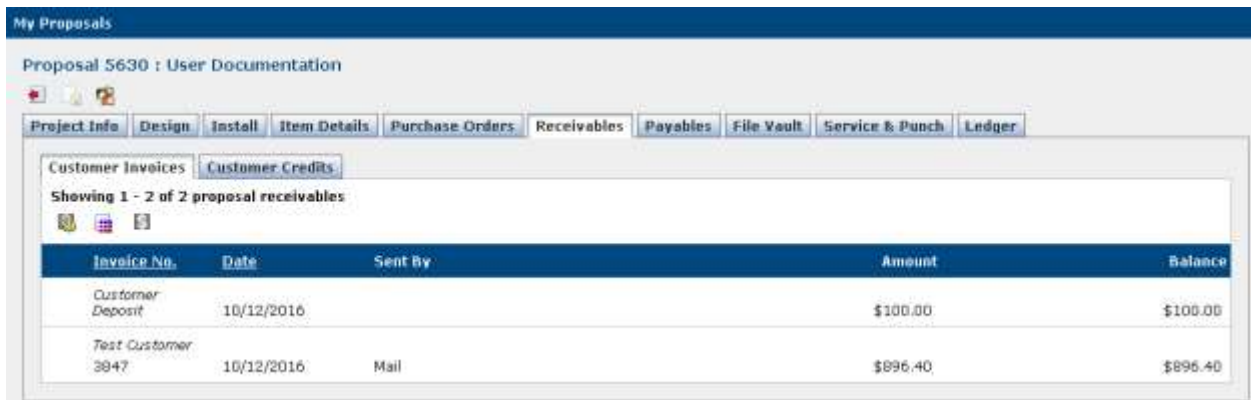 My Proposals
Proposal 5630 : User Documentation
Project Info Design Install Item Details Purchase Orders Receivables Payables File Vault Service & Punch Ledger
Customer Invoices Customer Credits
Showing 1 - 2 of 2 proposal receivables
Invoice No. Date Sent By Amount Balance
Customer
Deposit 10/12/2016 $100.00 $100.00
Test Customer
3847 10/12/2016 Mail $896.40 $896.40